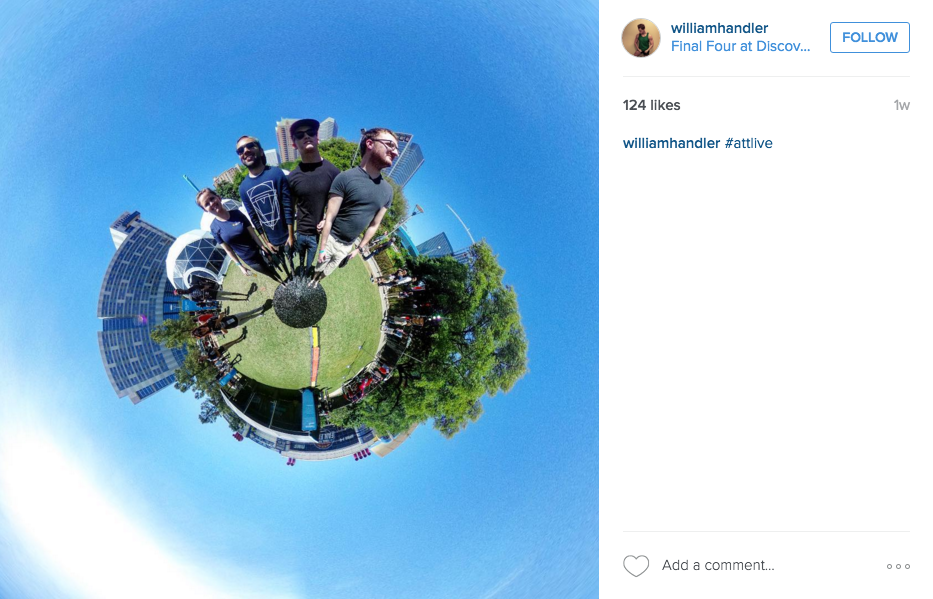 williamhandler
Final Four at Discov...
FOLLOW
124 likes
1w
williamhandler #attlive
Add a comment...